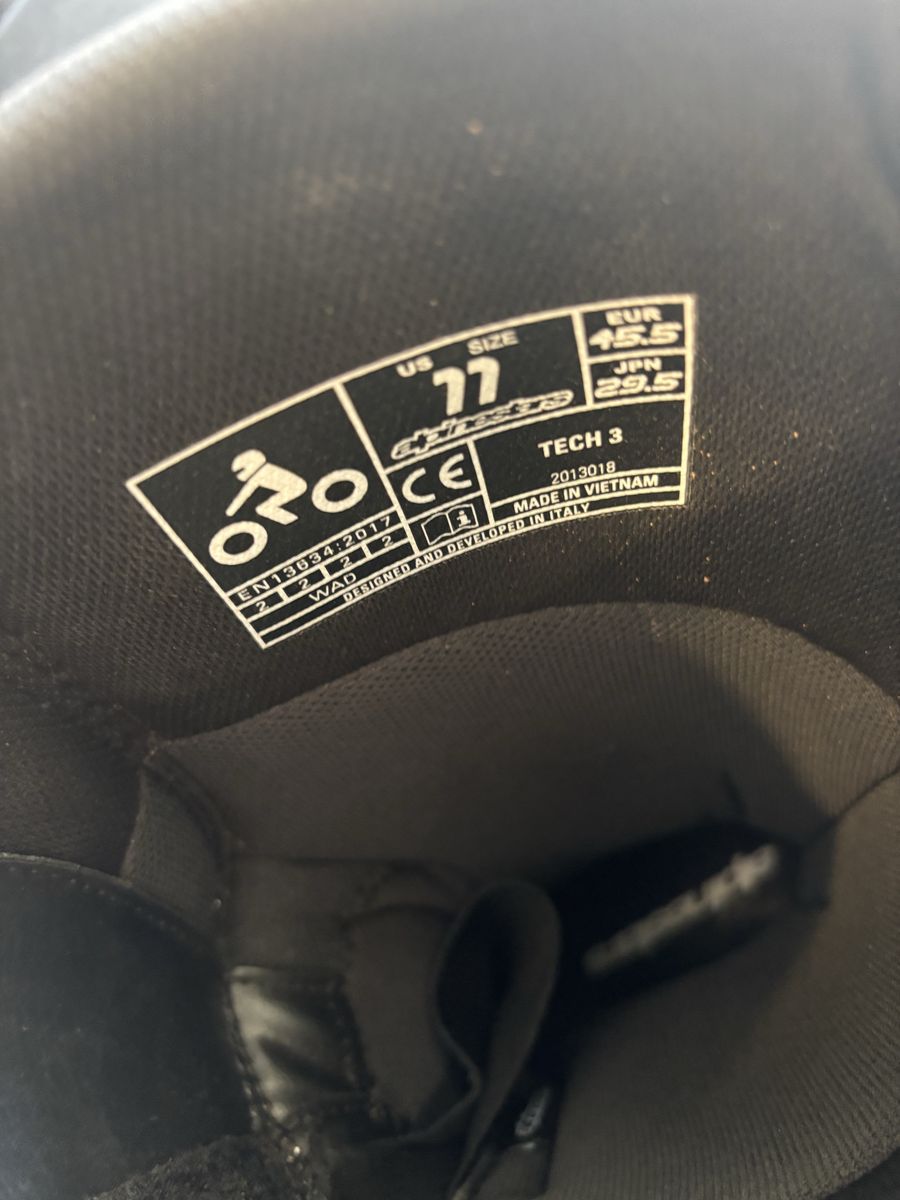 US SIZE
11
alpinestars
EUR
45.5
JPN
29.5
CE
TECH 3
2013018
MADE IN VIETNAM
EN13634:2017
2 2 2 2
WAD
i
DESIGNED AND DEVELOPED IN ITALY
alpinestars